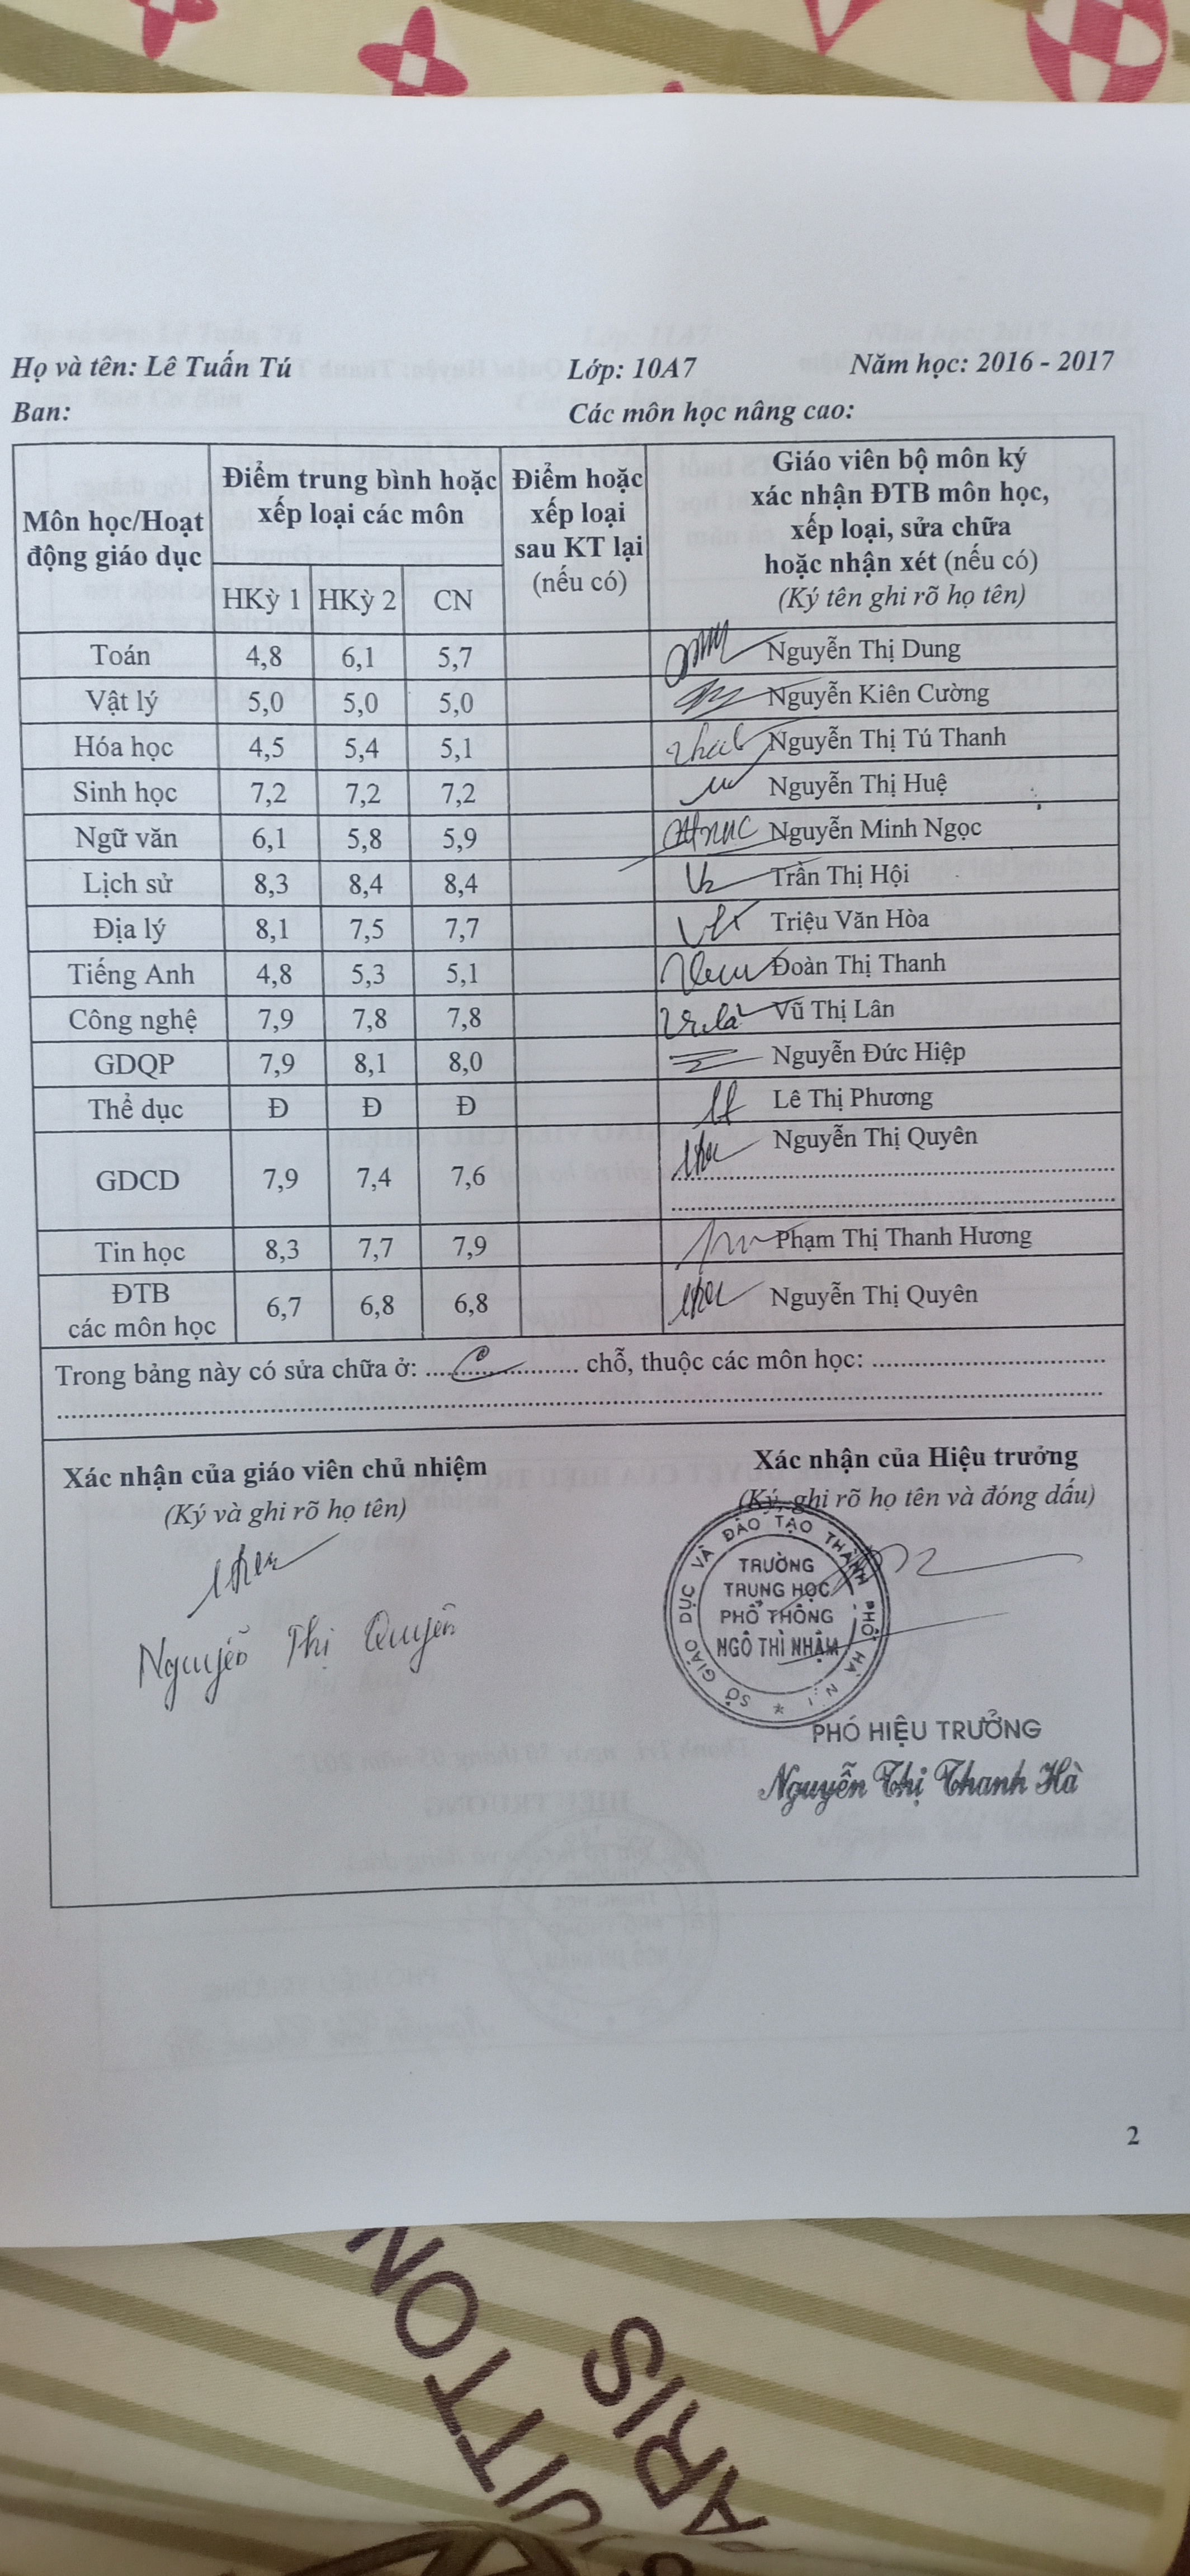 Họ và tên: Lê Tuấn Tú Lớp: 10A7 Năm học: 2016 - 2017
Ban: Các môn học nâng cao:
Môn học/Hoạt động giáo dục
Điểm trung bình hoặc xếp loại các môn
Điểm hoặc xếp loại sau KT lại (nếu có)
Giáo viên bộ môn ký xác nhận ĐTB môn học, xếp loại, sửa chữa hoặc nhận xét (nếu có) (Ký tên ghi rõ họ tên)
HKỳ 1 HKỳ 2 CN
Toán 4,8 6,1 5,7 Nguyễn Thị Dung
Vật lý 5,0 5,0 5,0 Nguyễn Kiên Cường
Hóa học 4,5 5,4 5,1 Nguyễn Thị Tú Thanh
Sinh học 7,2 7,2 7,2 Nguyễn Thị Huệ
Ngữ văn 6,1 5,8 5,9 Nguyễn Minh Ngọc
Lịch sử 8,3 8,4 8,4 Trần Thị Hội
Địa lý 8,1 7,5 7,7 Triệu Văn Hòa
Tiếng Anh 4,8 5,3 5,1 Đoàn Thị Thanh
Công nghệ 7,9 7,8 7,8 Vũ Thị Lân
GDQP 7,9 8,1 8,0 Nguyễn Đức Hiệp
Thể dục Đ Đ Đ Lê Thị Phương
GDCD 7,9 7,4 7,6 Nguyễn Thị Quyên
Tin học 8,3 7,7 7,9 Phạm Thị Thanh Hương
ĐTB các môn học 6,7 6,8 6,8 Nguyễn Thị Quyên
Trong bảng này có sửa chữa ở: ........ chỗ, thuộc các môn học: ........
Xác nhận của giáo viên chủ nhiệm
(Ký và ghi rõ họ tên)
Nguyễn Thị Quyên
Xác nhận của Hiệu trưởng
(Ký, ghi rõ họ tên và đóng dấu)
SỞ GIÁO DỤC VÀ ĐÀO TẠO THÀNH PHỐ HÀ NỘI
TRƯỜNG
TRUNG HỌC
PHỔ THÔNG
NGÔ THÌ NHẬM
PHÓ HIỆU TRƯỞNG
Nguyễn Thị Thanh Hà
2
VUITTON
PARIS